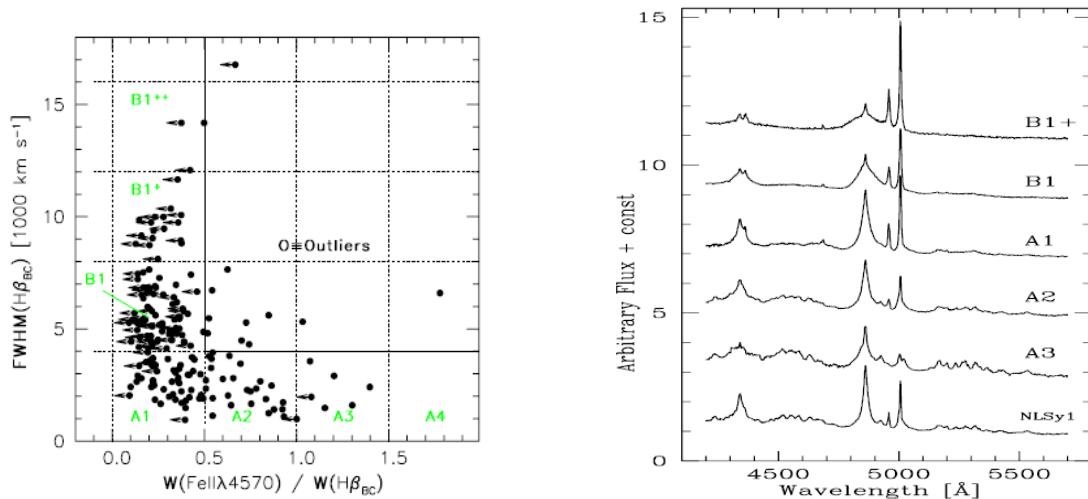 FWHM(Hβ_BC) [1000 km s⁻¹]
15
10
5
0
B1⁺⁺
B1⁺
O≡Outliers
B1
A1
A2
A3
A4
0.0
0.5
1.0
1.5
W(FeIIλ4570) / W(Hβ_BC)
Arbitrary Flux + const
15
10
5
0
B1+
B1
A1
A2
A3
NLSy1
4500
5000
5500
Wavelength [Å]